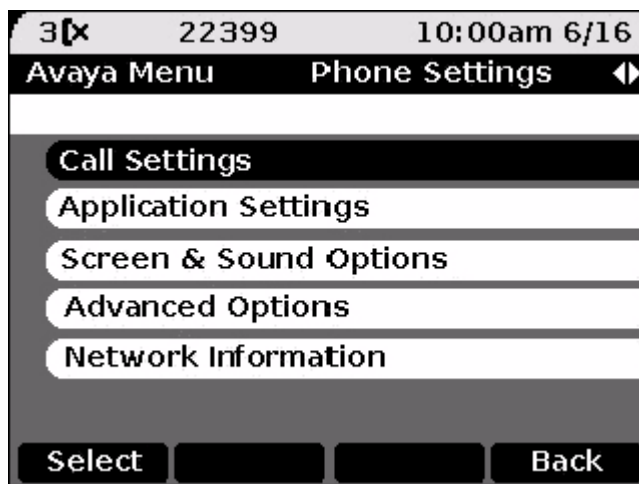 3 22399 10:00am 6/16
Avaya Menu Phone Settings
Call Settings
Application Settings
Screen & Sound Options
Advanced Options
Network Information
Select Back